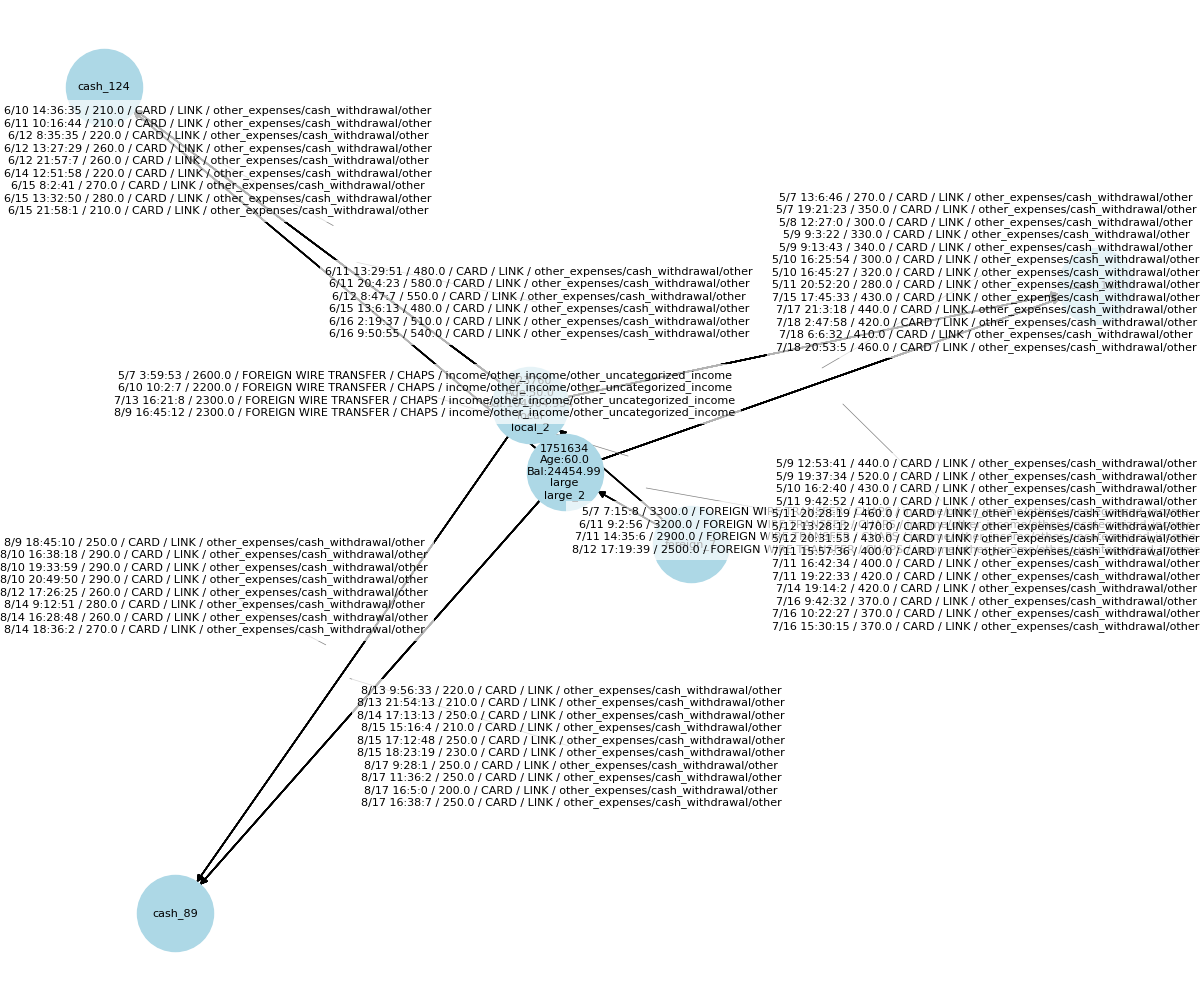 cash_124
6/10 14:36:35 / 210.0 / CARD / LINK / other_expenses/cash_withdrawal/other
6/11 10:16:44 / 210.0 / CARD / LINK / other_expenses/cash_withdrawal/other
6/12 8:35:35 / 220.0 / CARD / LINK / other_expenses/cash_withdrawal/other
6/12 13:27:29 / 260.0 / CARD / LINK / other_expenses/cash_withdrawal/other
6/12 21:57:7 / 260.0 / CARD / LINK / other_expenses/cash_withdrawal/other
6/14 12:51:58 / 220.0 / CARD / LINK / other_expenses/cash_withdrawal/other
6/15 8:2:41 / 270.0 / CARD / LINK / other_expenses/cash_withdrawal/other
6/15 13:32:50 / 280.0 / CARD / LINK / other_expenses/cash_withdrawal/other
6/15 21:58:1 / 210.0 / CARD / LINK / other_expenses/cash_withdrawal/other
5/7 13:6:46 / 270.0 / CARD / LINK / other_expenses/cash_withdrawal/other
5/7 19:21:23 / 350.0 / CARD / LINK / other_expenses/cash_withdrawal/other
5/8 12:27:0 / 300.0 / CARD / LINK / other_expenses/cash_withdrawal/other
5/9 9:3:22 / 330.0 / CARD / LINK / other_expenses/cash_withdrawal/other
5/9 9:13:43 / 340.0 / CARD / LINK / other_expenses/cash_withdrawal/other
5/10 16:25:54 / 300.0 / CARD / LINK / other_expenses/cash_withdrawal/other
5/10 16:45:27 / 320.0 / CARD / LINK / other_expenses/cash_withdrawal/other
5/11 20:52:20 / 280.0 / CARD / LINK / other_expenses/cash_withdrawal/other
7/15 17:45:33 / 430.0 / CARD / LINK / other_expenses/cash_withdrawal/other
7/17 21:3:18 / 440.0 / CARD / LINK / other_expenses/cash_withdrawal/other
7/18 2:47:58 / 420.0 / CARD / LINK / other_expenses/cash_withdrawal/other
7/18 6:6:32 / 410.0 / CARD / LINK / other_expenses/cash_withdrawal/other
7/18 20:53:5 / 460.0 / CARD / LINK / other_expenses/cash_withdrawal/other
6/11 13:29:51 / 480.0 / CARD / LINK / other_expenses/cash_withdrawal/other
6/11 20:4:23 / 580.0 / CARD / LINK / other_expenses/cash_withdrawal/other
6/12 8:47:7 / 550.0 / CARD / LINK / other_expenses/cash_withdrawal/other
6/15 13:6:13 / 480.0 / CARD / LINK / other_expenses/cash_withdrawal/other
6/16 2:19:37 / 510.0 / CARD / LINK / other_expenses/cash_withdrawal/other
6/16 9:50:55 / 540.0 / CARD / LINK / other_expenses/cash_withdrawal/other
5/7 3:59:53 / 2600.0 / FOREIGN WIRE TRANSFER / CHAPS / income/other_income/other_uncategorized_income
6/10 10:2:7 / 2200.0 / FOREIGN WIRE TRANSFER / CHAPS / income/other_income/other_uncategorized_income
7/13 16:21:8 / 2300.0 / FOREIGN WIRE TRANSFER / CHAPS / income/other_income/other_uncategorized_income
8/9 16:45:12 / 2300.0 / FOREIGN WIRE TRANSFER / CHAPS / income/other_income/other_uncategorized_income
local_2
1751634
Age:60.0
Bal:24454.99
large
large_2
5/7 7:15:8 / 3300.0 / FOREIGN
6/11 9:2:56 / 3200.0 / FOREIGN
7/11 14:35:6 / 2900.0 / FOREIGN
8/12 17:19:39 / 2500.0 / FOREIGN
5/9 12:53:41 / 440.0 / CARD / LINK / other_expenses/cash_withdrawal/other
5/9 19:37:34 / 520.0 / CARD / LINK / other_expenses/cash_withdrawal/other
5/10 16:2:40 / 430.0 / CARD / LINK / other_expenses/cash_withdrawal/other
5/11 9:42:52 / 410.0 / CARD / LINK / other_expenses/cash_withdrawal/other
5/11 20:28:19 / 460.0 / CARD / LINK / other_expenses/cash_withdrawal/other
5/12 13:28:12 / 470.0 / CARD / LINK / other_expenses/cash_withdrawal/other
5/12 20:31:53 / 430.0 / CARD / LINK / other_expenses/cash_withdrawal/other
7/11 15:57:38 / 400.0 / CARD / LINK / other_expenses/cash_withdrawal/other
7/11 16:42:34 / 400.0 / CARD / LINK / other_expenses/cash_withdrawal/other
7/11 19:22:33 / 420.0 / CARD / LINK / other_expenses/cash_withdrawal/other
7/14 19:14:2 / 420.0 / CARD / LINK / other_expenses/cash_withdrawal/other
7/16 9:42:32 / 370.0 / CARD / LINK / other_expenses/cash_withdrawal/other
7/16 10:22:27 / 370.0 / CARD / LINK / other_expenses/cash_withdrawal/other
7/16 15:30:15 / 370.0 / CARD / LINK / other_expenses/cash_withdrawal/other
8/9 18:45:10 / 250.0 / CARD / LINK / other_expenses/cash_withdrawal/other
8/10 16:38:18 / 290.0 / CARD / LINK / other_expenses/cash_withdrawal/other
8/10 19:33:59 / 290.0 / CARD / LINK / other_expenses/cash_withdrawal/other
8/10 20:49:50 / 290.0 / CARD / LINK / other_expenses/cash_withdrawal/other
8/12 17:26:25 / 260.0 / CARD / LINK / other_expenses/cash_withdrawal/other
8/14 9:12:51 / 280.0 / CARD / LINK / other_expenses/cash_withdrawal/other
8/14 16:28:48 / 260.0 / CARD / LINK / other_expenses/cash_withdrawal/other
8/14 18:36:2 / 270.0 / CARD / LINK / other_expenses/cash_withdrawal/other
8/13 9:56:33 / 220.0 / CARD / LINK / other_expenses/cash_withdrawal/other
8/13 21:54:13 / 210.0 / CARD / LINK / other_expenses/cash_withdrawal/other
8/14 17:13:13 / 250.0 / CARD / LINK / other_expenses/cash_withdrawal/other
8/15 15:16:4 / 210.0 / CARD / LINK / other_expenses/cash_withdrawal/other
8/15 17:12:48 / 250.0 / CARD / LINK / other_expenses/cash_withdrawal/other
8/15 18:23:19 / 230.0 / CARD / LINK / other_expenses/cash_withdrawal/other
8/17 9:28:1 / 250.0 / CARD / LINK / other_expenses/cash_withdrawal/other
8/17 11:36:2 / 250.0 / CARD / LINK / other_expenses/cash_withdrawal/other
8/17 16:5:0 / 200.0 / CARD / LINK / other_expenses/cash_withdrawal/other
8/17 16:38:7 / 250.0 / CARD / LINK / other_expenses/cash_withdrawal/other
cash_89